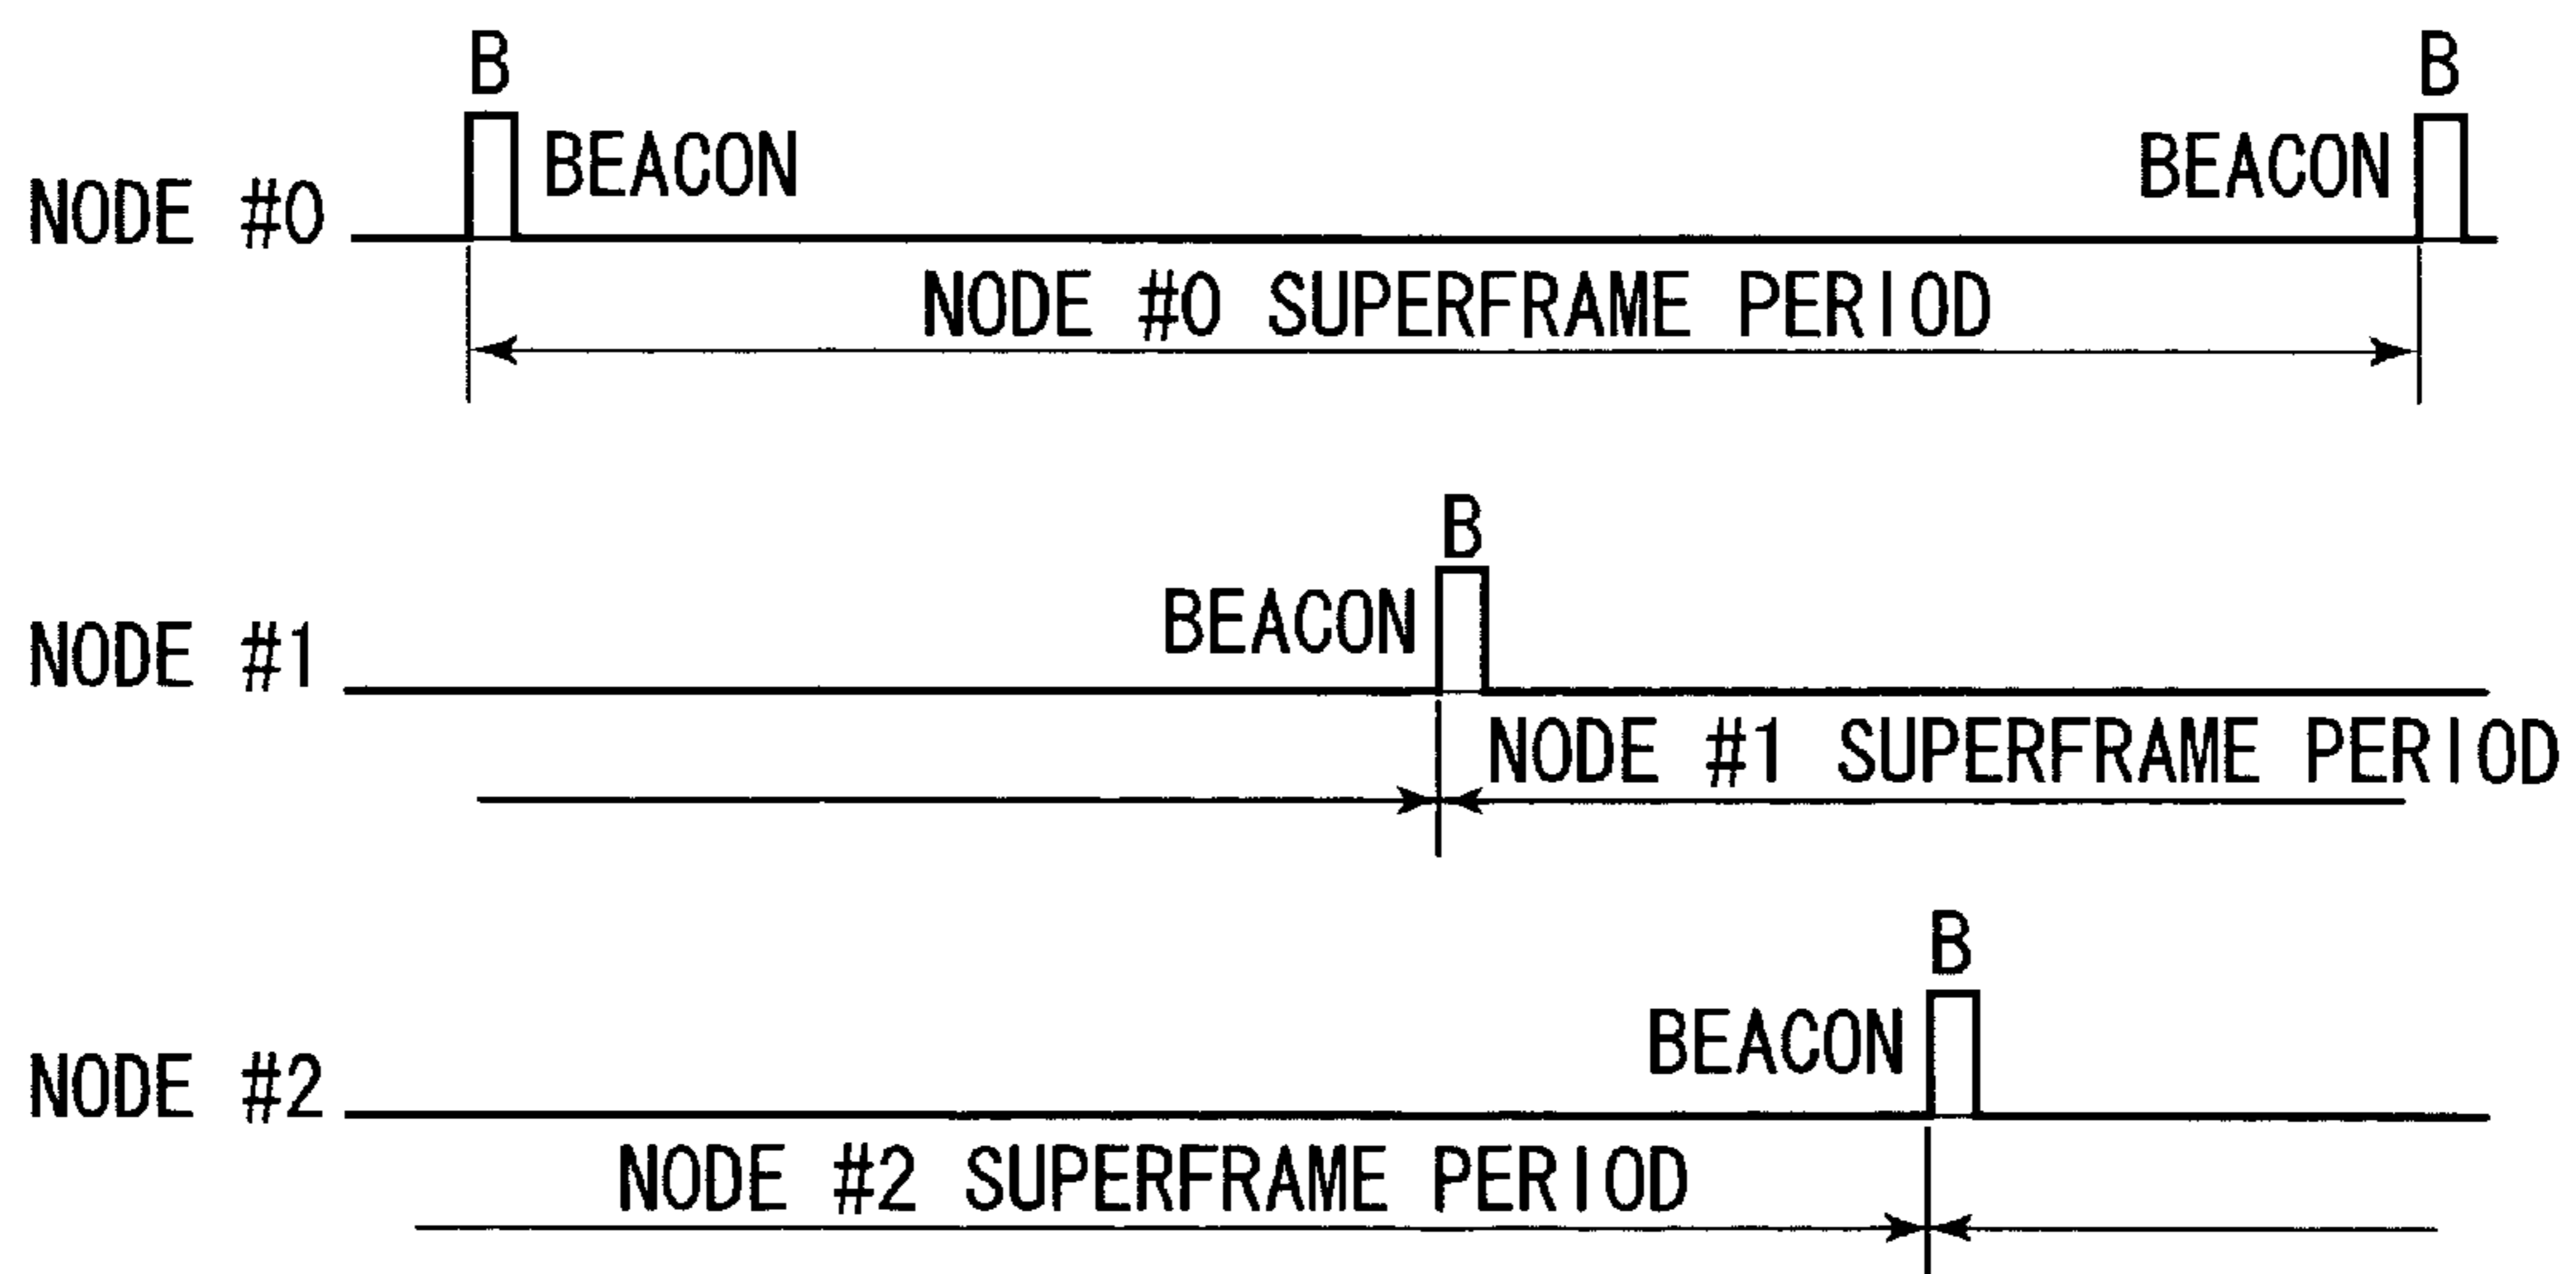 B B
BEACON BEACON
NODE #0
NODE #0 SUPERFRAME PERIOD
B
BEACON
NODE #1
NODE #1 SUPERFRAME PERIOD
B
BEACON
NODE #2
NODE #2 SUPERFRAME PERIOD